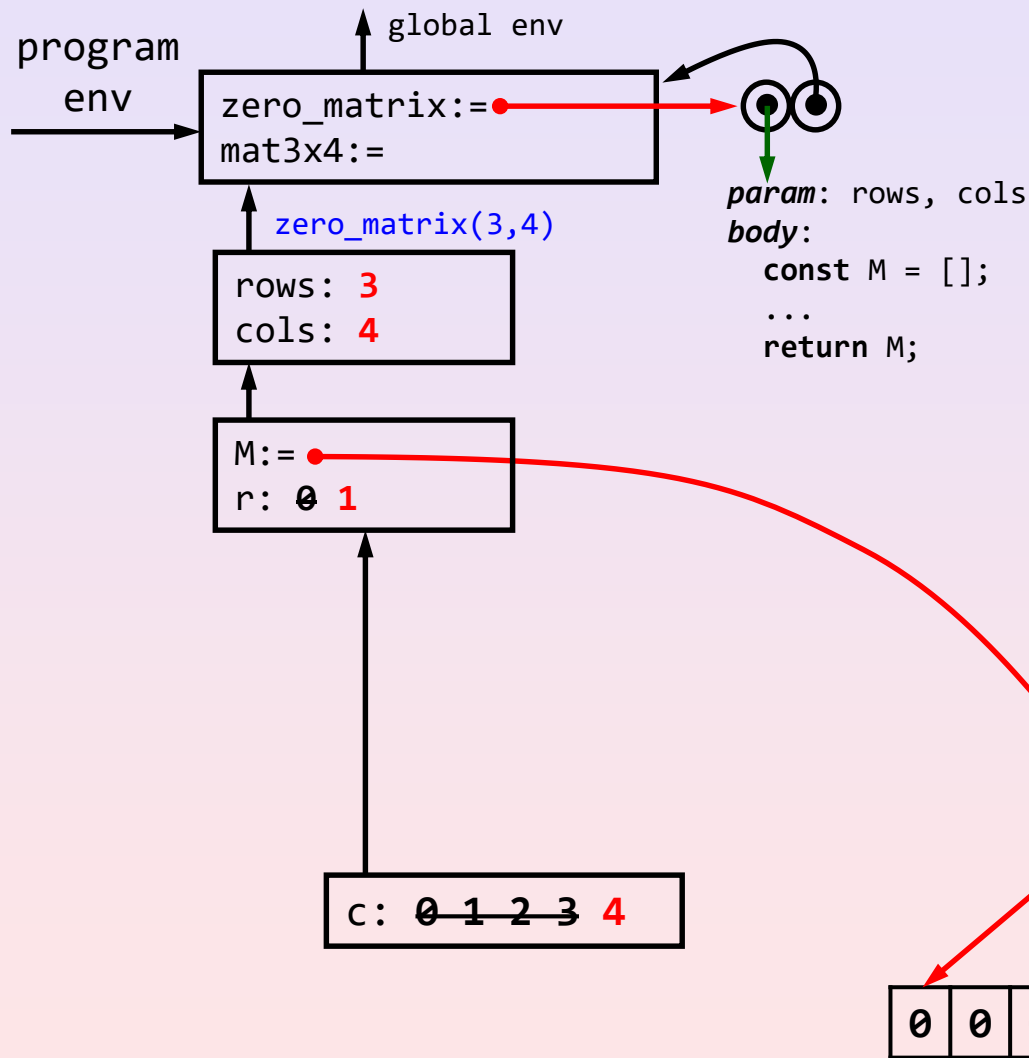 global env
program
env
zero_matrix:=
mat3x4:=
param: rows, cols
body:
const M = [];
...
return M;
zero_matrix(3,4)
rows: 3
cols: 4
M:=
r: 0 1
c: 0 1 2 3 4
0 0